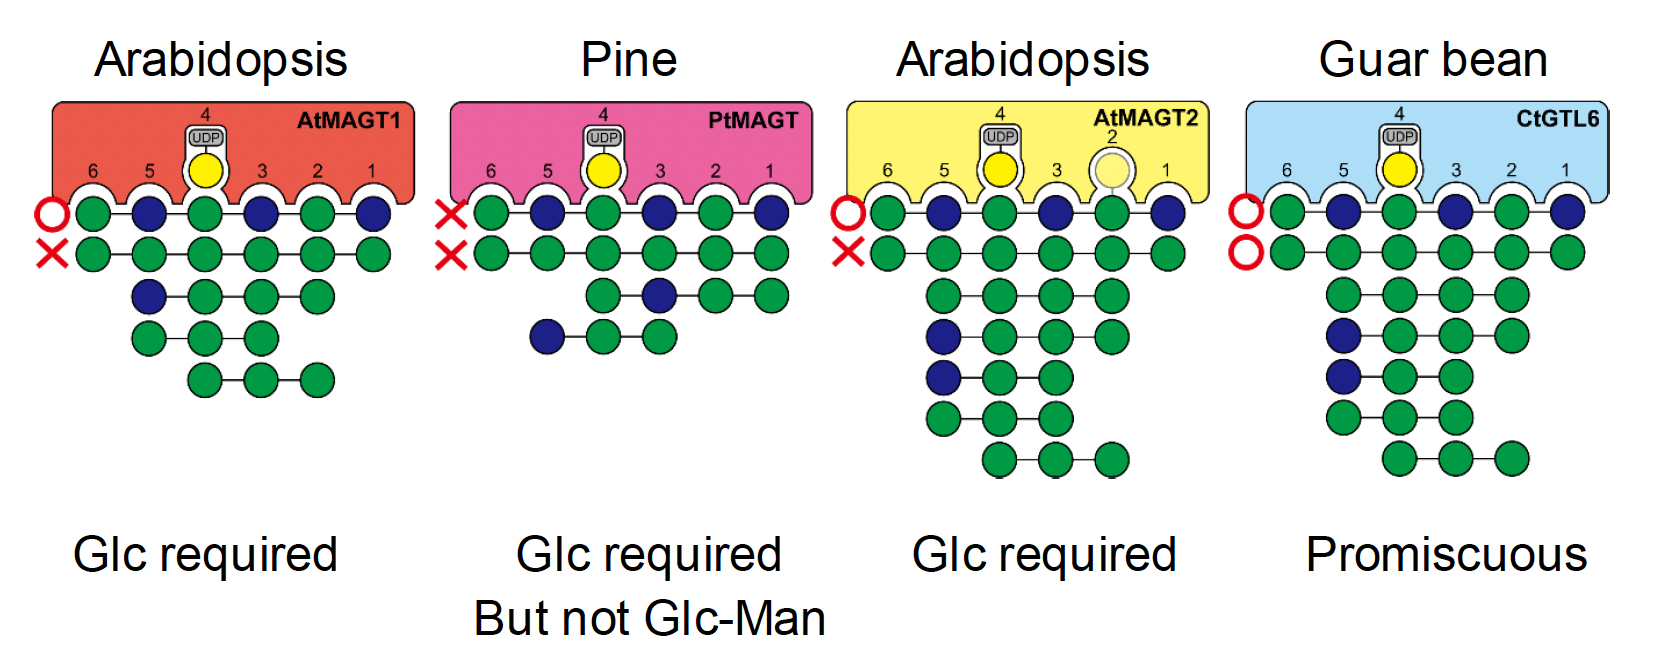 Arabidopsis Pine Arabidopsis Guar bean
AtMAGT1 PtMAGT AtMAGT2 CtGTL6
4 4 4 4
UDP UDP UDP UDP
2
6 5 3 2 1 6 5 3 2 1 6 5 3 1 6 5 3 2 1
Glc required Glc required Glc required Promiscuous
But not Glc-Man